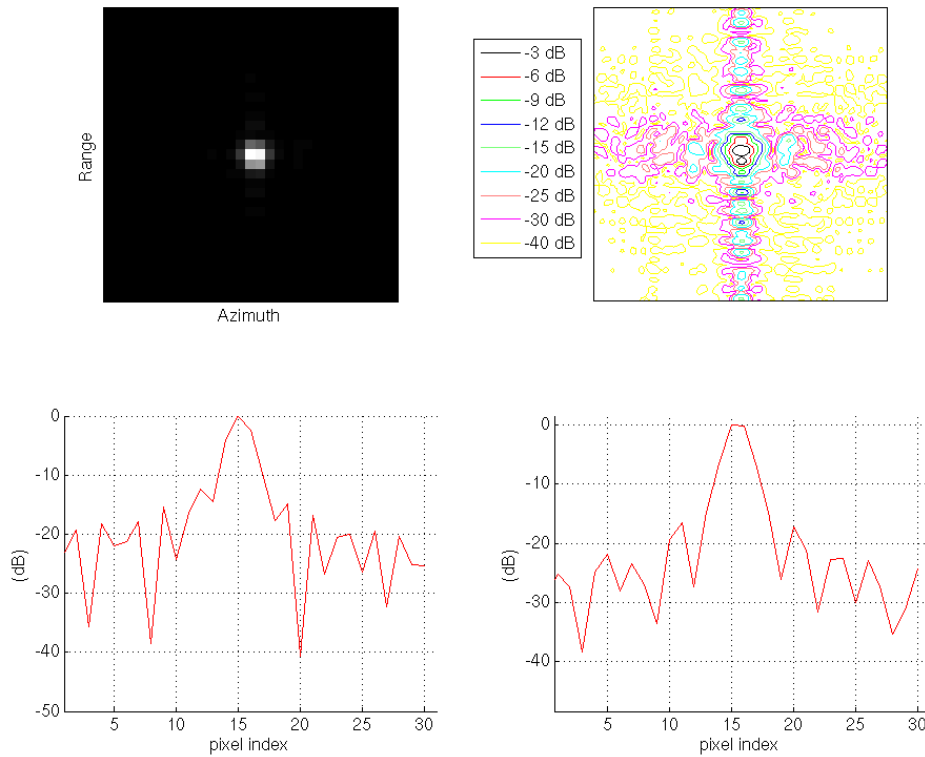 Range
Azimuth
-3 dB
-6 dB
-9 dB
-12 dB
-15 dB
-20 dB
-25 dB
-30 dB
-40 dB
0
-10
-20
-30
-40
-50
(dB)
5 10 15 20 25 30
pixel index
0
-10
-20
-30
-40
(dB)
5 10 15 20 25 30
pixel index